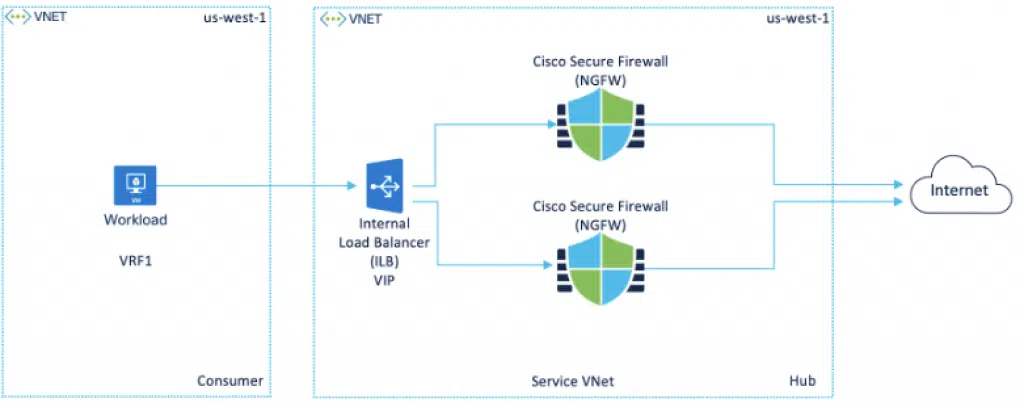 VNET
us-west-1
VM
Workload
VRF1
Consumer
VNET
us-west-1
Internal
Load Balancer
(ILB)
VIP
Cisco Secure Firewall
(NGFW)
Cisco Secure Firewall
(NGFW)
Service VNet
Hub
Internet